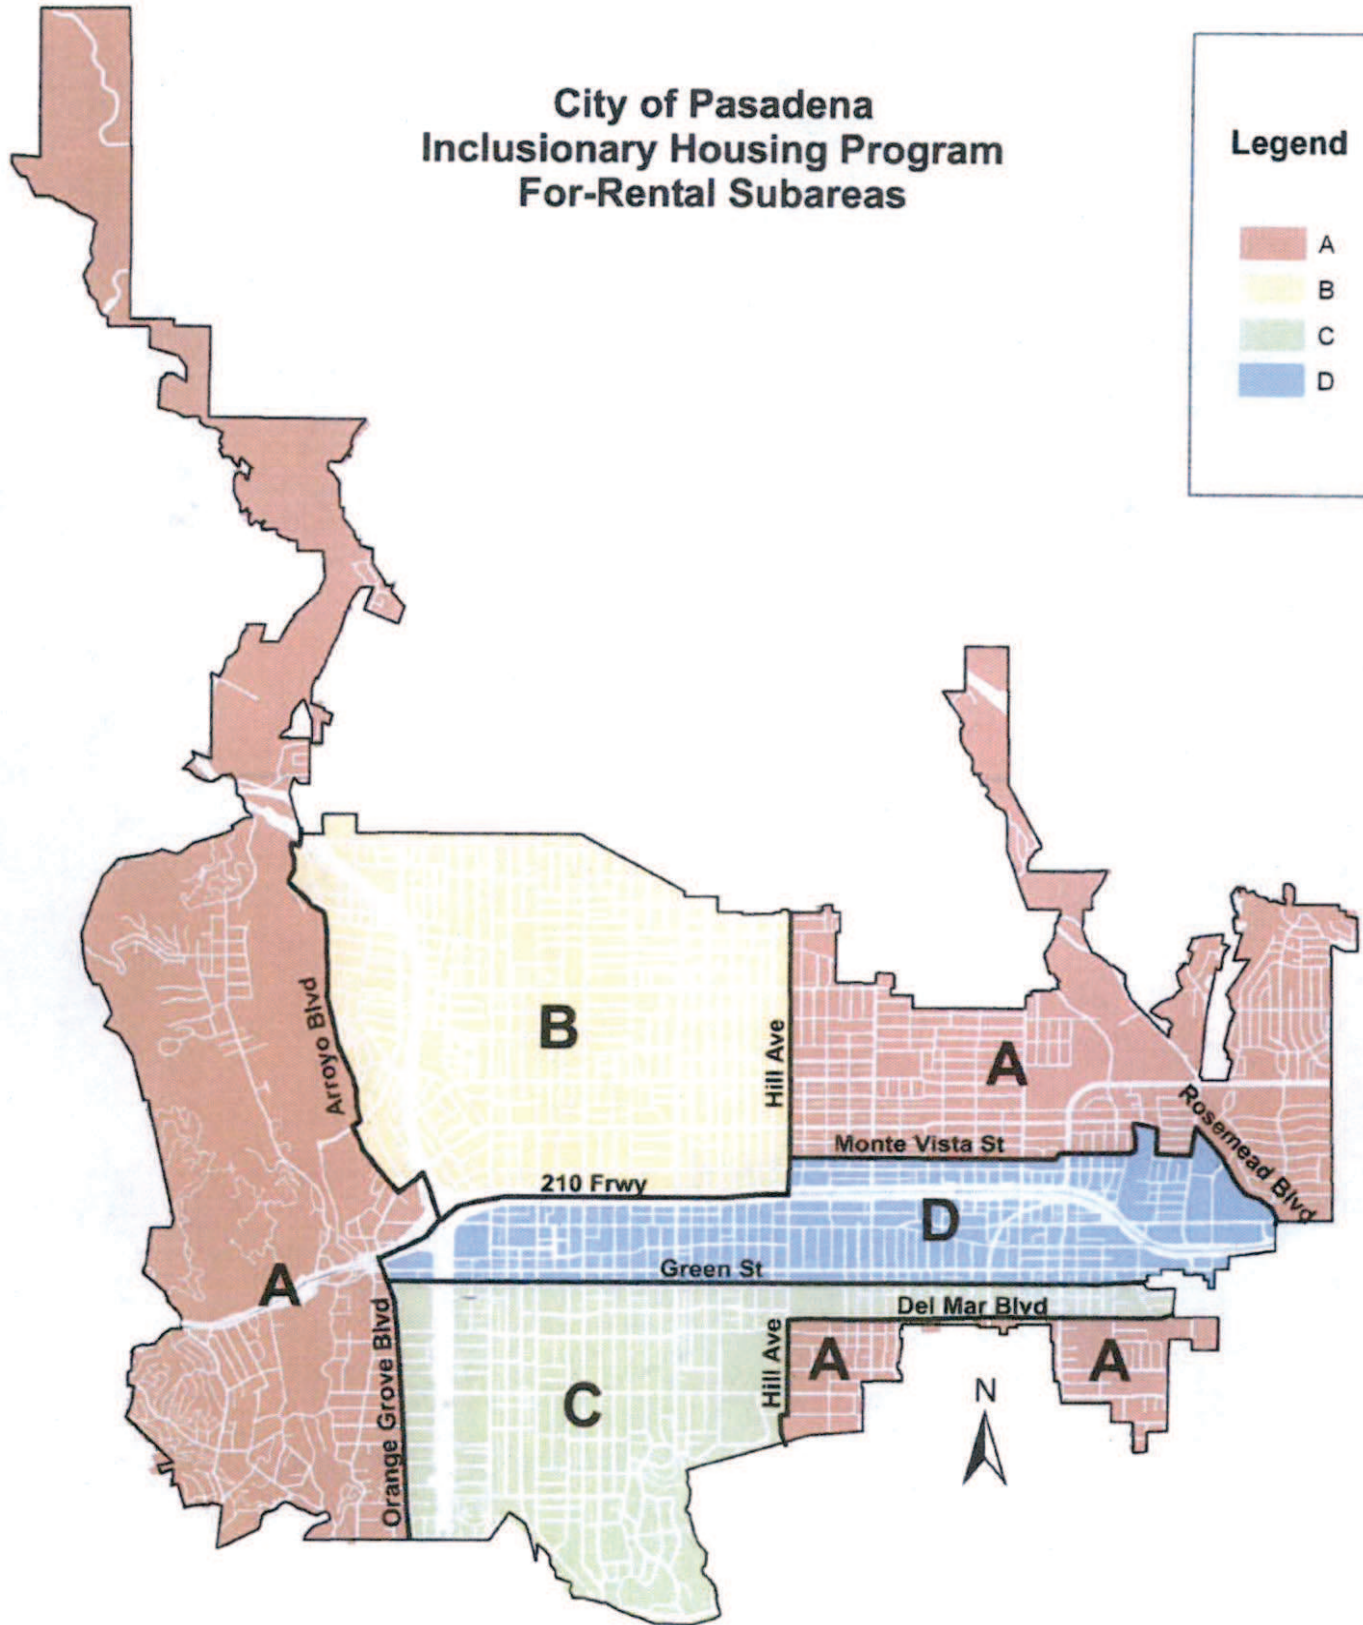 City of Pasadena
Inclusionary Housing Program
For-Rental Subareas
Legend
A
B
C
D
Arroyo Blvd
B
Hill Ave
A
Rosemead Blvd
Monte Vista St
210 Frwy
D
A
Green St
Del Mar Blvd
Orange Grove Blvd
C
Hill Ave
A
A
N